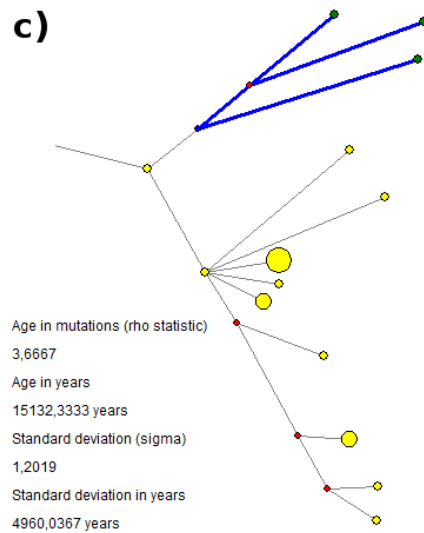 c)
Age in mutations (rho statistic)
3,6667
Age in years
15132,3333 years
Standard deviation (sigma)
1,2019
Standard deviation in years
4960,0367 years